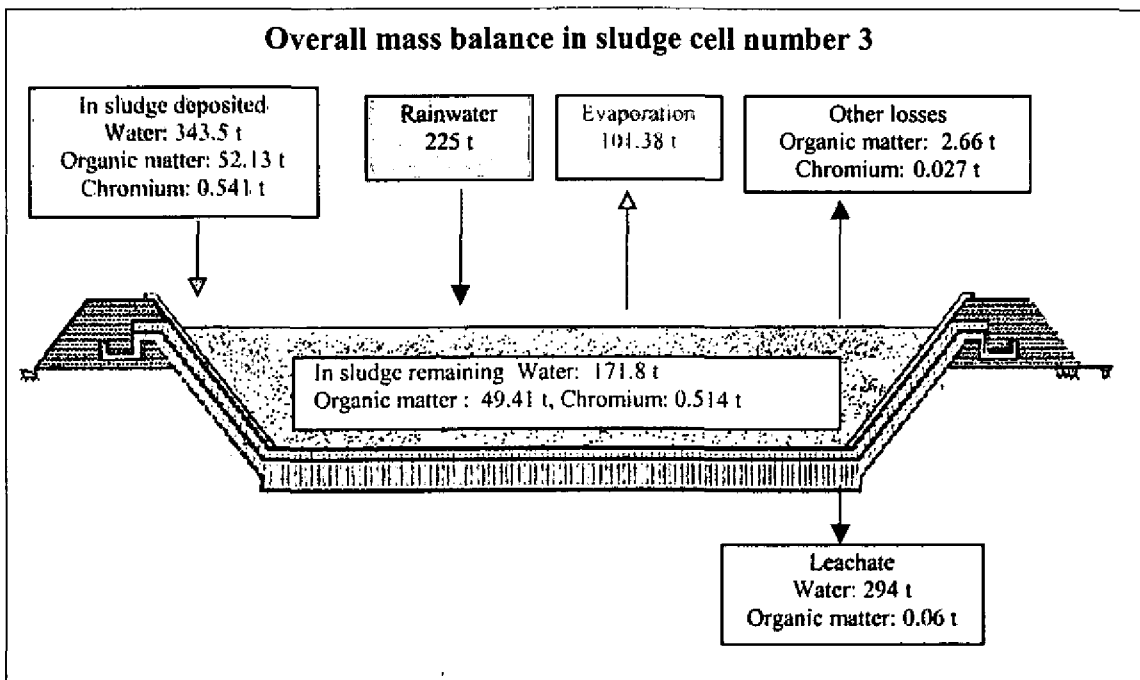 Overall mass balance in sludge cell number 3
In sludge deposited
Water: 343.5 t
Organic matter: 52.13 t
Chromium: 0.541 t
Rainwater
225 t
Evaporation
101.38 t
Other losses
Organic matter: 2.66 t
Chromium: 0.027 t
In sludge remaining Water: 171.8 t
Organic matter : 49.41 t, Chromium: 0.514 t
Leachate
Water: 294 t
Organic matter: 0.06 t